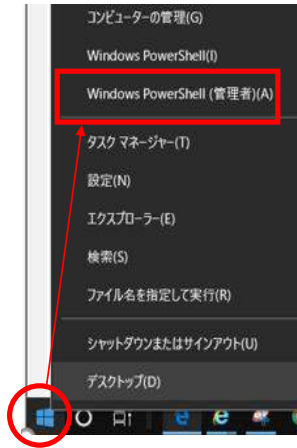 コンピューターの管理(G)
Windows PowerShell(I)
Windows PowerShell (管理者)(A)
タスク マネージャー(T)
設定(N)
エクスプローラー(E)
検索(S)
ファイル名を指定して実行(R)
シャットダウンまたはサインアウト(U)
デスクトップ(D)